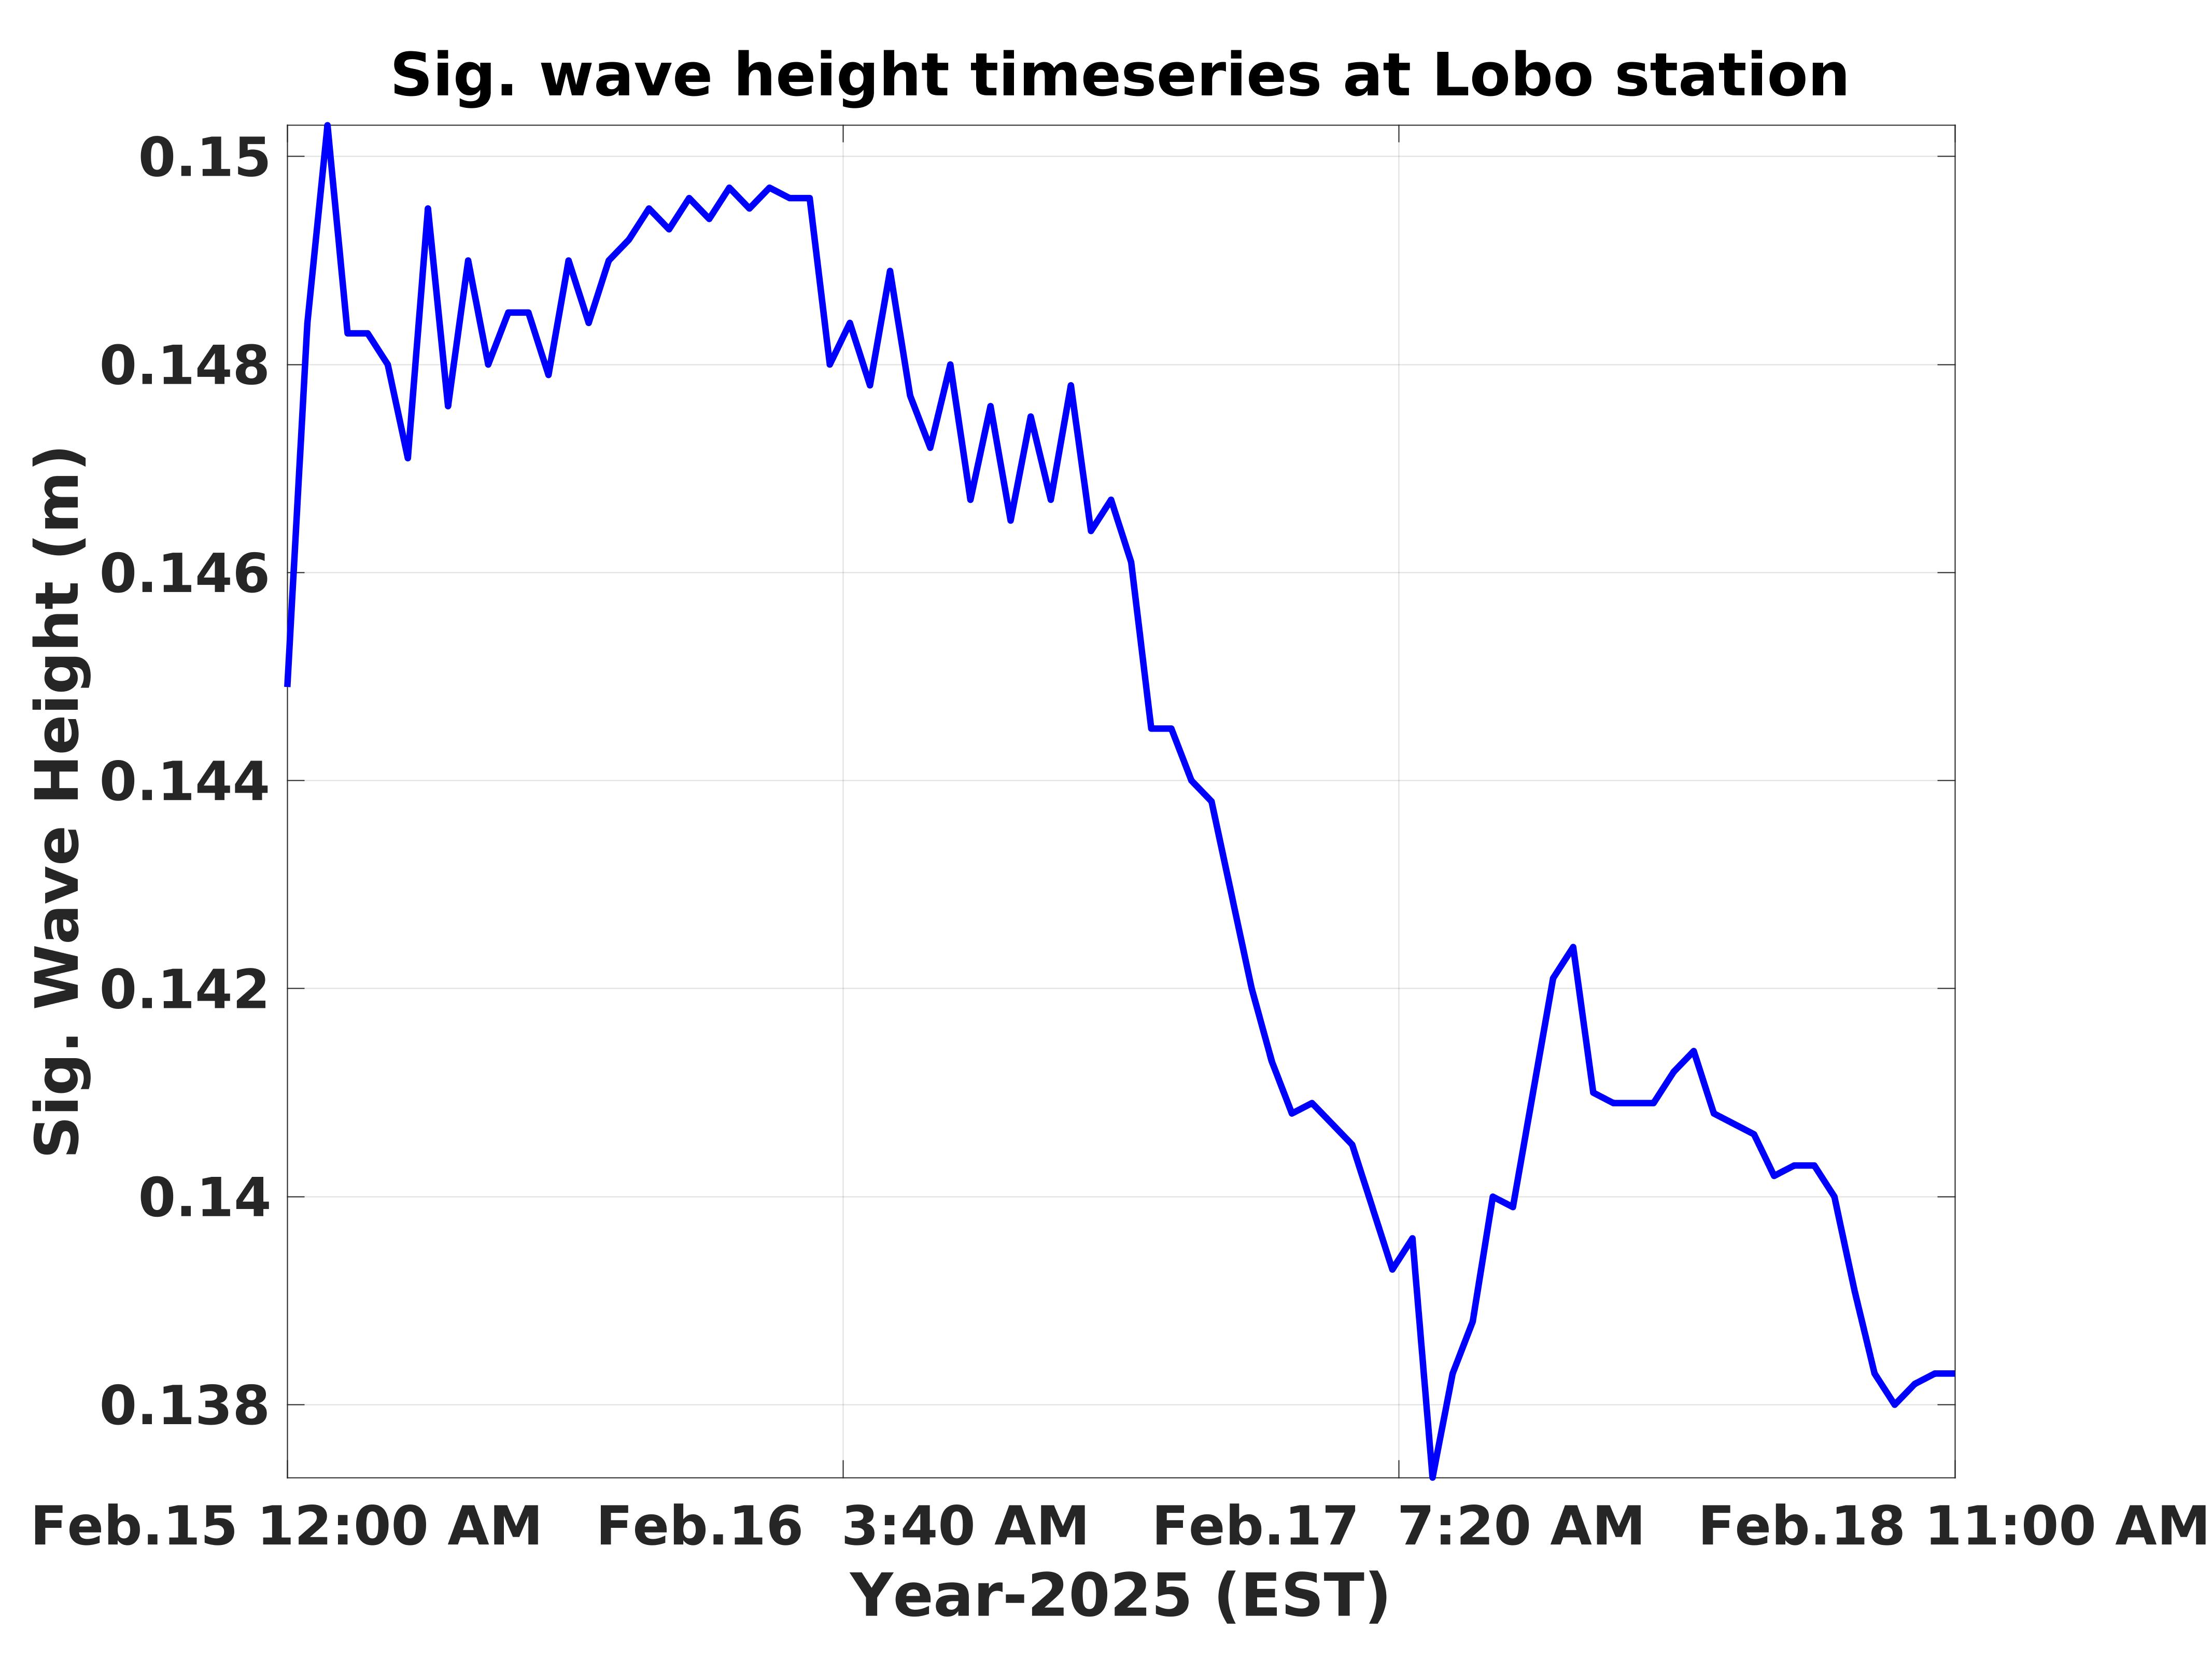 Sig. wave height timeseries at Lobo station
Sig. Wave Height (m)
0.15
0.148
0.146
0.144
0.142
0.14
0.138
Feb.15 12:00 AM
Feb.16 3:40 AM
Feb.17 7:20 AM
Feb.18 11:00 AM
Year-2025 (EST)